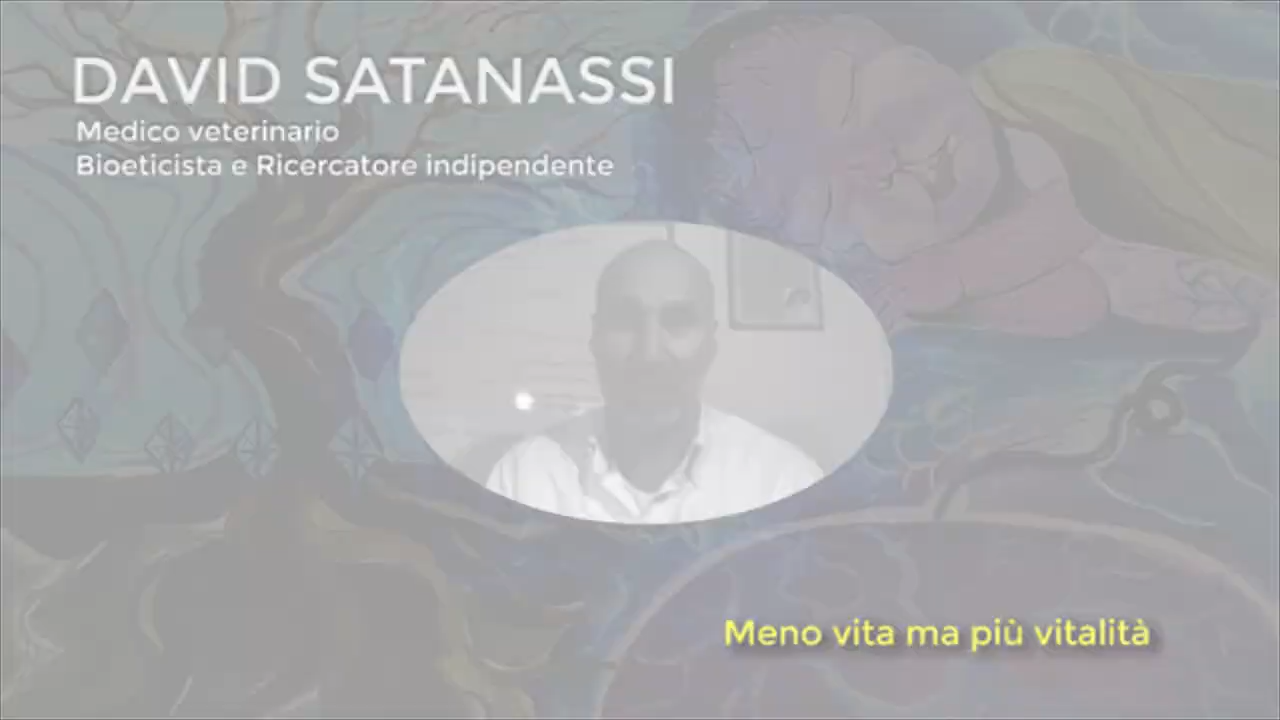 DAVID SATANASSI
Medico veterinario
Bioeticista e Ricercatore indipendente
Meno vita ma più vitalità